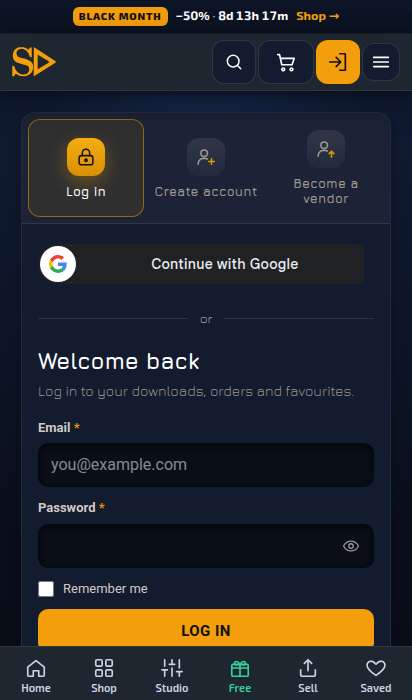 BLACK MONTH −50% · 8d 13h 17m Shop →
SD
Log in
Create account
Become a
vendor
Continue with Google
or
Welcome back
Log in to your downloads, orders and favourites.
Email *
you@example.com
Password *
Remember me
LOG IN
Home Shop Studio Free Sell Saved